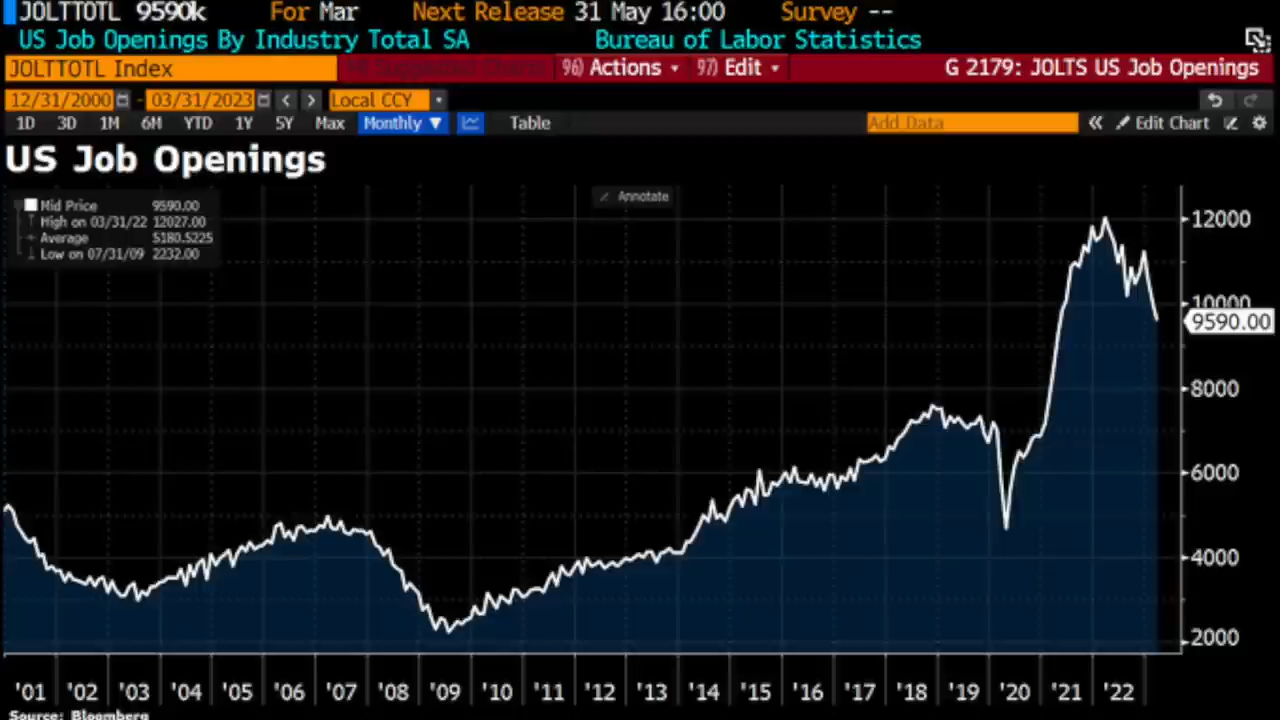 JOLTTOTL 9590k For Mar Next Release 31 May 16:00 Survey --
US Job Openings By Industry Total SA Bureau of Labor Statistics
JOLTTOTL Index 96) Actions 97) Edit G 2179: JOLTS US Job Openings
12/31/2000 - 03/31/2023 Local CCY
1D 3D 1M 6M YTD 1Y 5Y Max Monthly ▼ Table Add Data « Edit Chart
US Job Openings
Annotate
Mid Price 9590.00
High on 03/31/22 12027.00
Average 5180.5225
Low on 07/31/09 2232.00
12000
10000
9590.00
8000
6000
4000
2000
'01 '02 '03 '04 '05 '06 '07 '08 '09 '10 '11 '12 '13 '14 '15 '16 '17 '18 '19 '20 '21 '22
Source: Bloomberg